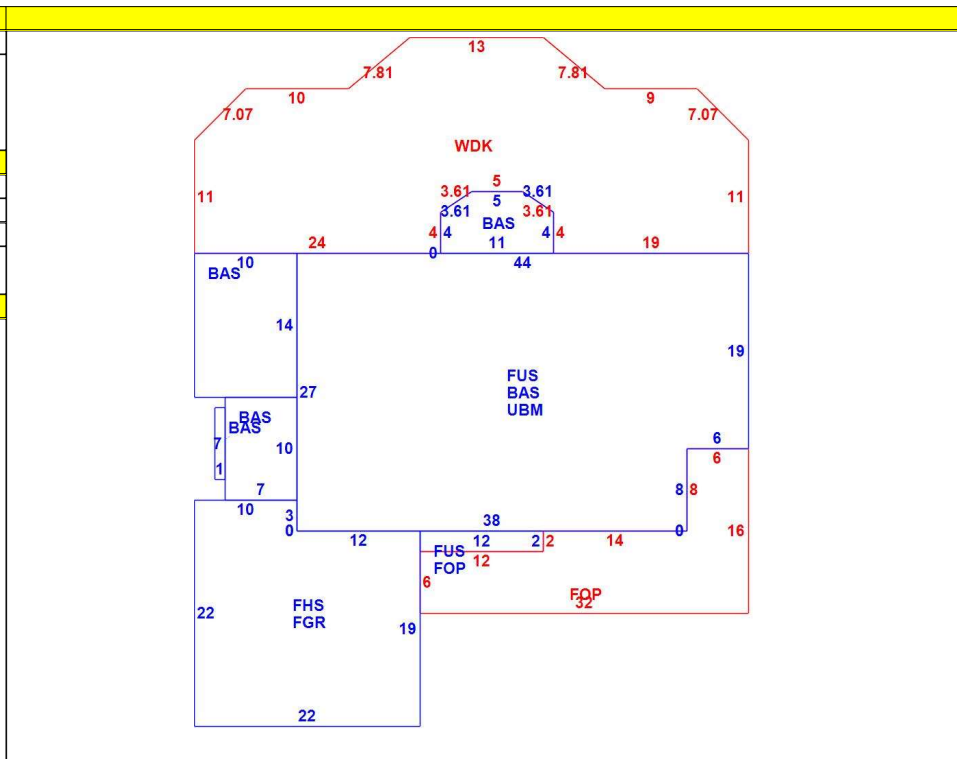 13
7.81 7.81
10 9
7.07 7.07
WDK
11 5 11
3.61 5 3.61
3.61 BAS 3.61
4 4 11 4 4
24 0 19
10 44
BAS
14 19
FUS
BAS
UBM
27
BAS
BAS
7 10
1
7 6
10 6
3 8 8
0 12 38 14 0 16
12 2 2
FUS 12
FOP
6
FOP
32
FHS
FGR
22 19
22